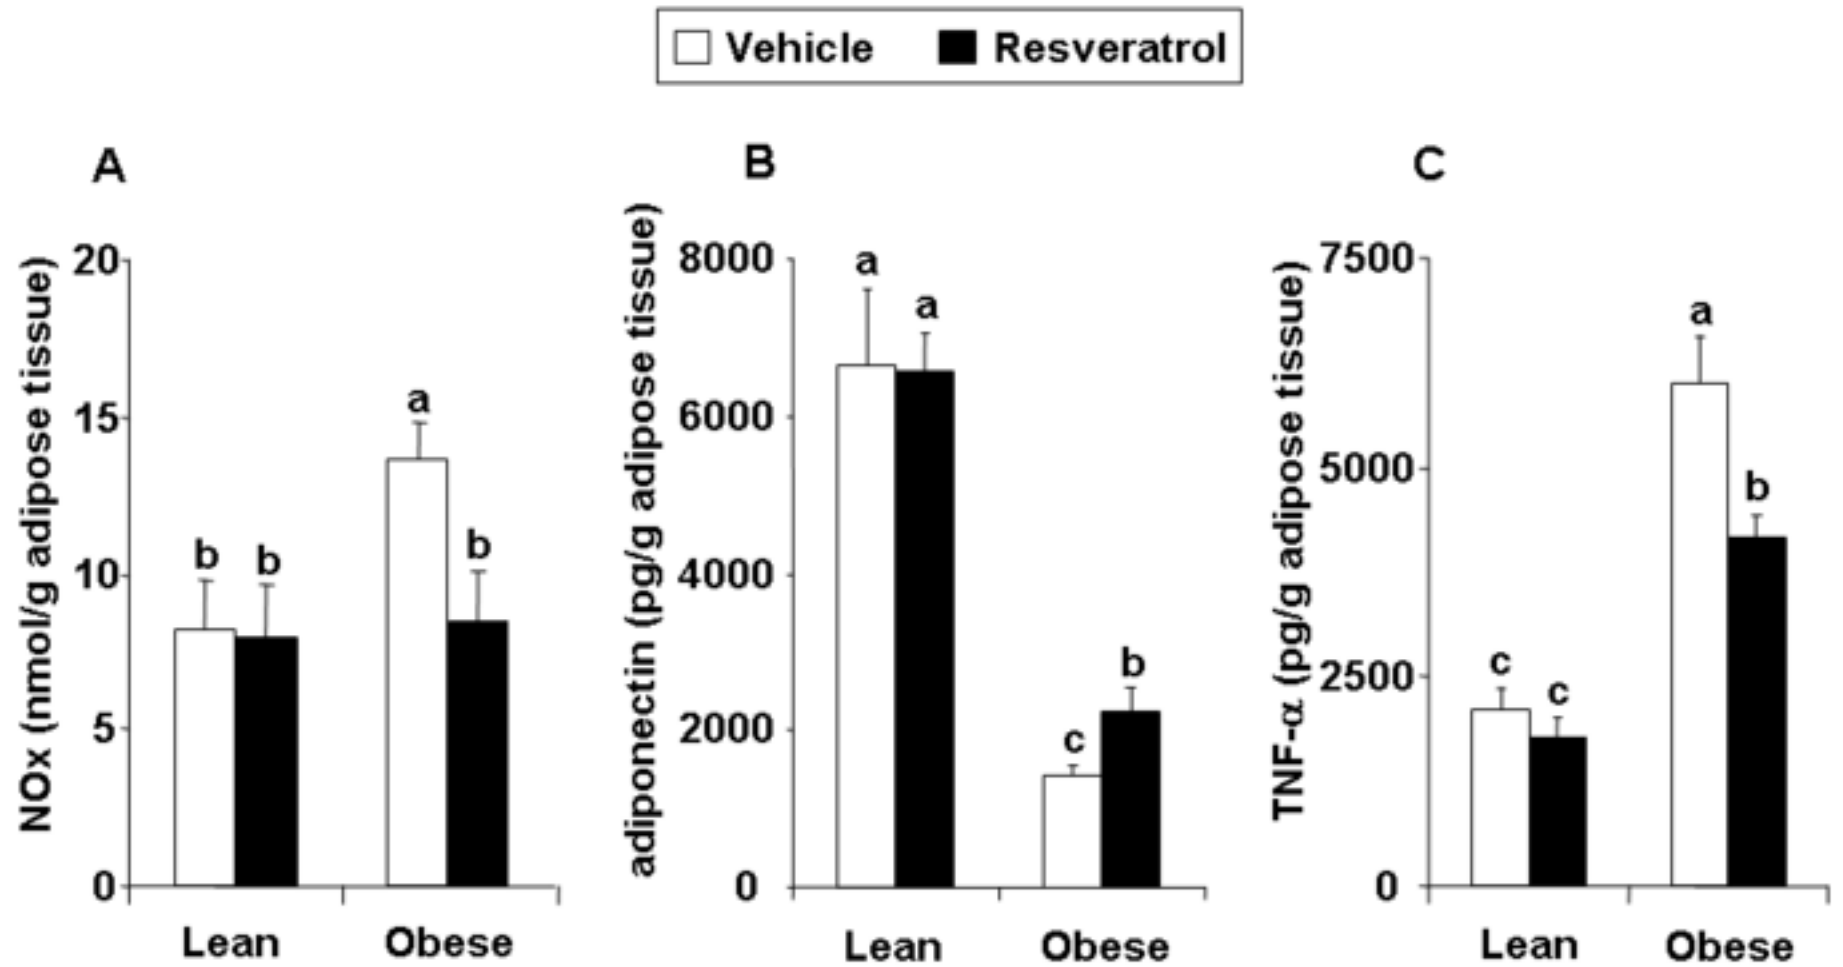 Vehicle Resveratrol
A
NOx (nmol/g adipose tissue)
20
15
10
5
0
b
b
a
b
Lean
Obese
B
adiponectin (pg/g adipose tissue)
8000
6000
4000
2000
0
a
a
c
b
Lean
Obese
C
TNF-α (pg/g adipose tissue)
7500
5000
2500
0
c
c
a
b
Lean
Obese